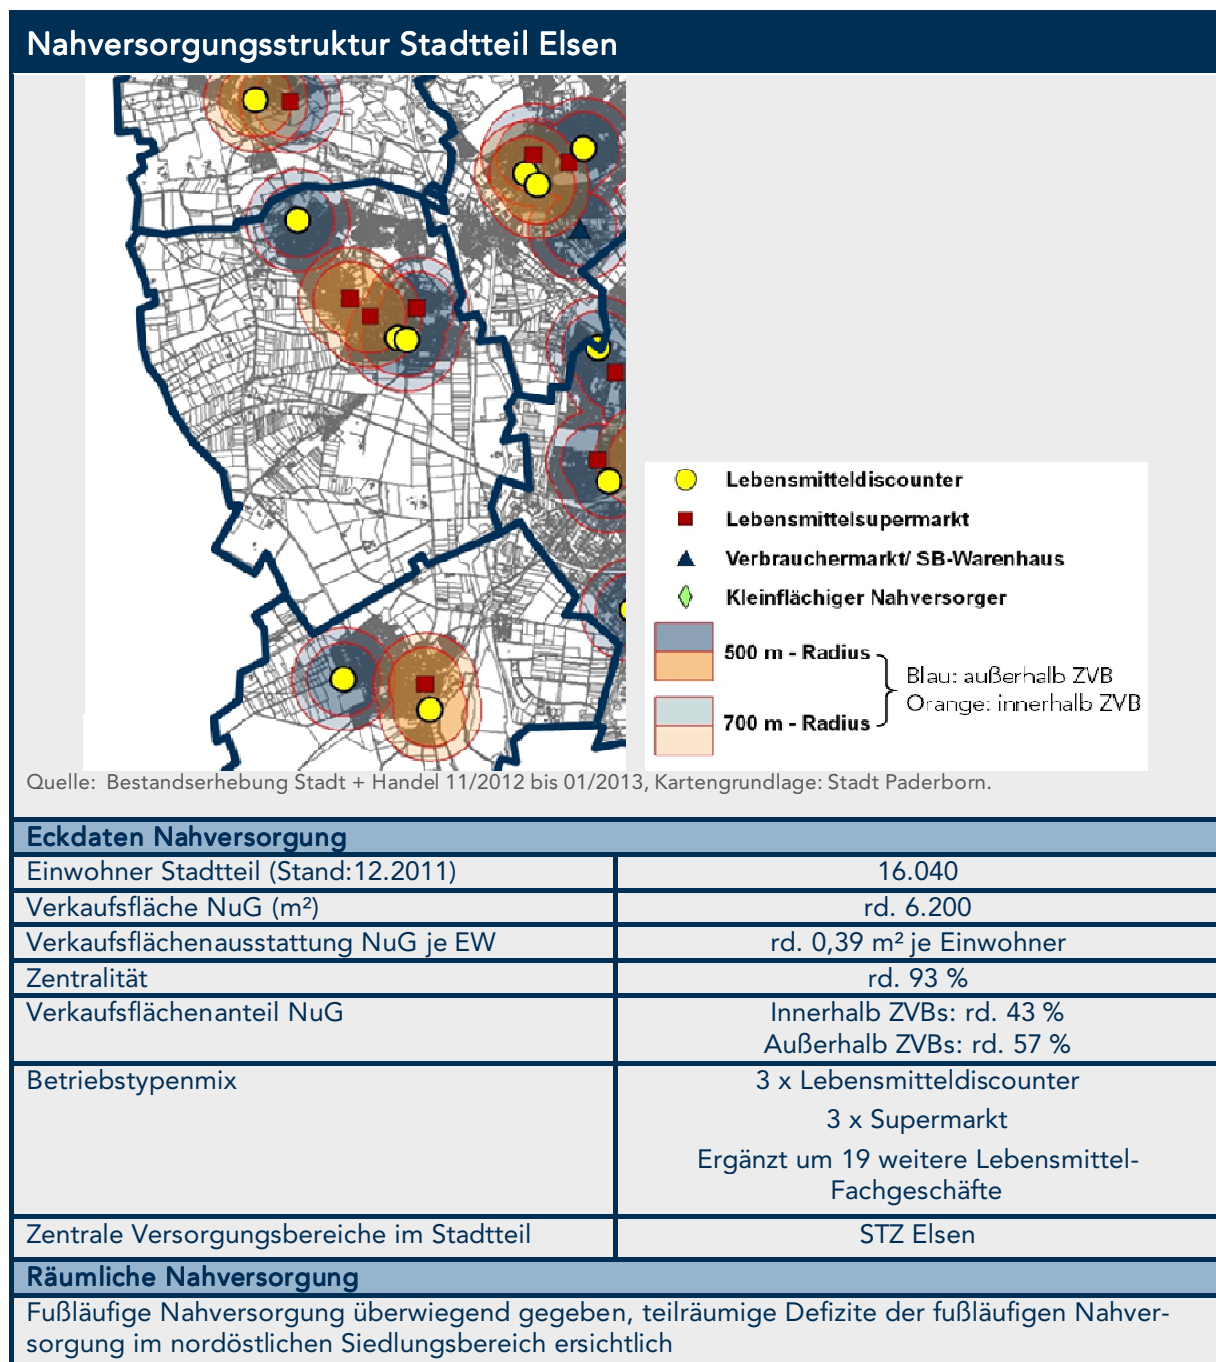 Nahversorgungsstruktur Stadtteil Elsen
Lebensmitteldiscounter
Lebensmittelsupermarkt
Verbrauchermarkt/ SB-Warenhaus
Kleinflächiger Nahversorger
500 m - Radius
Blau: außerhalb ZVB
Orange: innerhalb ZVB
700 m - Radius
Quelle: Bestandserhebung Stadt + Handel 11/2012 bis 01/2013, Kartengrundlage: Stadt Paderborn.
Eckdaten Nahversorgung
Einwohner Stadtteil (Stand:12.2011) 16.040
Verkaufsfläche NuG (m²) rd. 6.200
Verkaufsflächenausstattung NuG je EW rd. 0,39 m² je Einwohner
Zentralität rd. 93 %
Verkaufsflächenanteil NuG Innerhalb ZVBs: rd. 43 %
Außerhalb ZVBs: rd. 57 %
Betriebstypenmix 3 x Lebensmitteldiscounter
3 x Supermarkt
Ergänzt um 19 weitere Lebensmittel-
Fachgeschäfte
Zentrale Versorgungsbereiche im Stadtteil STZ Elsen
Räumliche Nahversorgung
Fußläufige Nahversorgung überwiegend gegeben, teilräumige Defizite der fußläufigen Nahver-
sorgung im nordöstlichen Siedlungsbereich ersichtlich